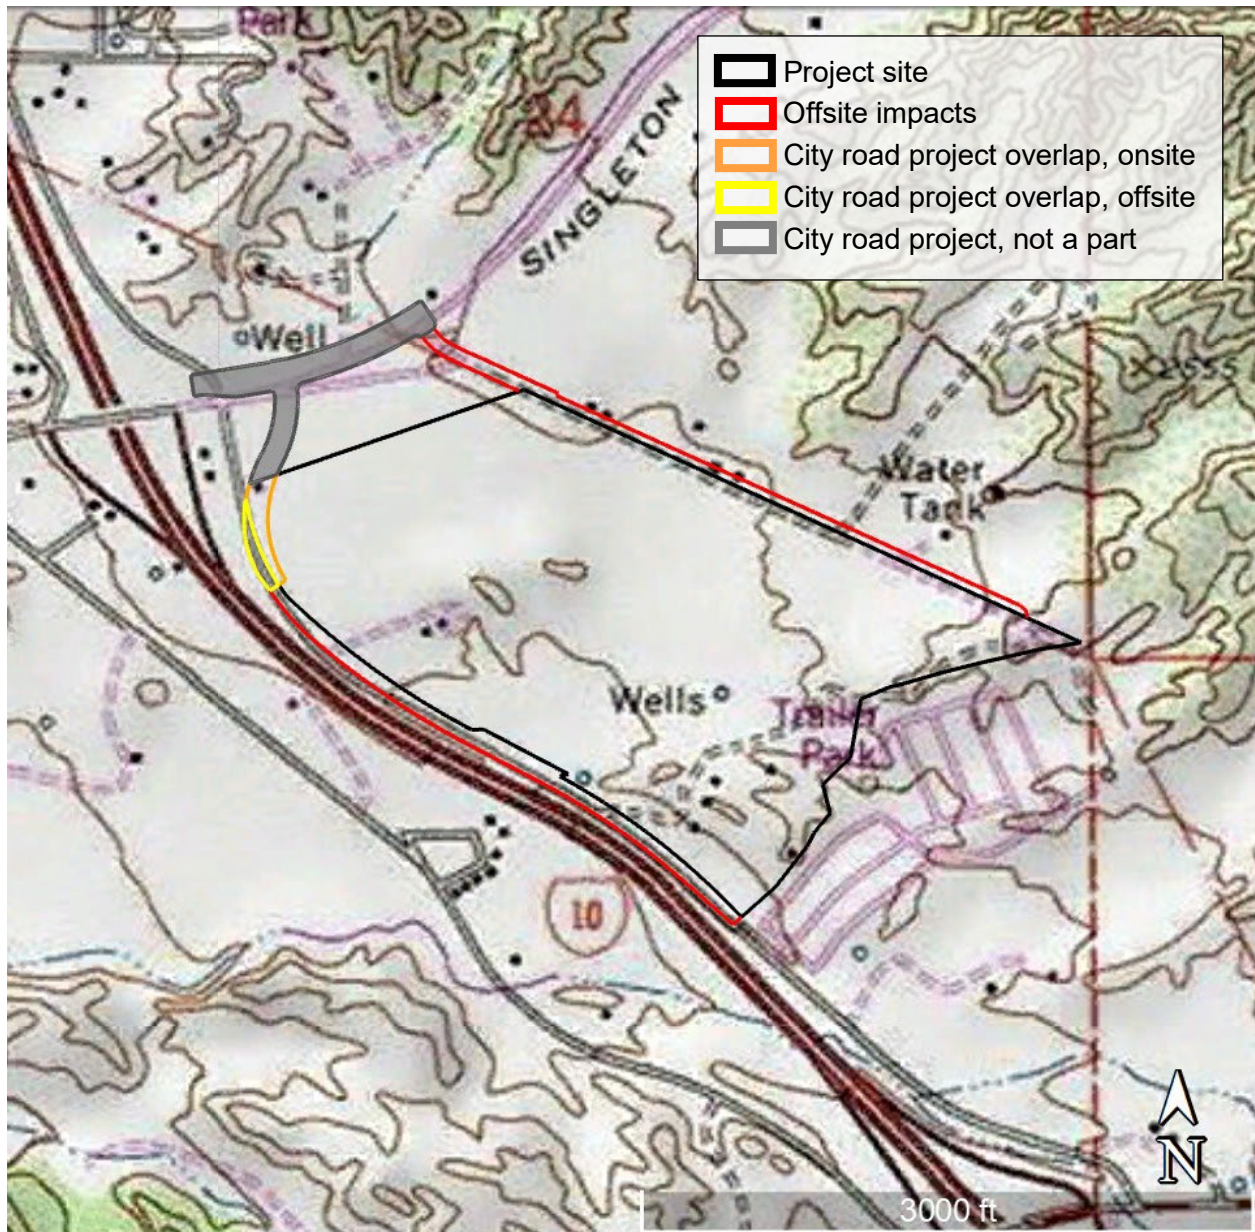 Park
34
Project site
Offsite impacts
City road project overlap, onsite
City road project overlap, offsite
City road project, not a part
SINGLETON
Well
×2555
Water
Tank
Wells
Trailer
Park
10
N
3000 ft